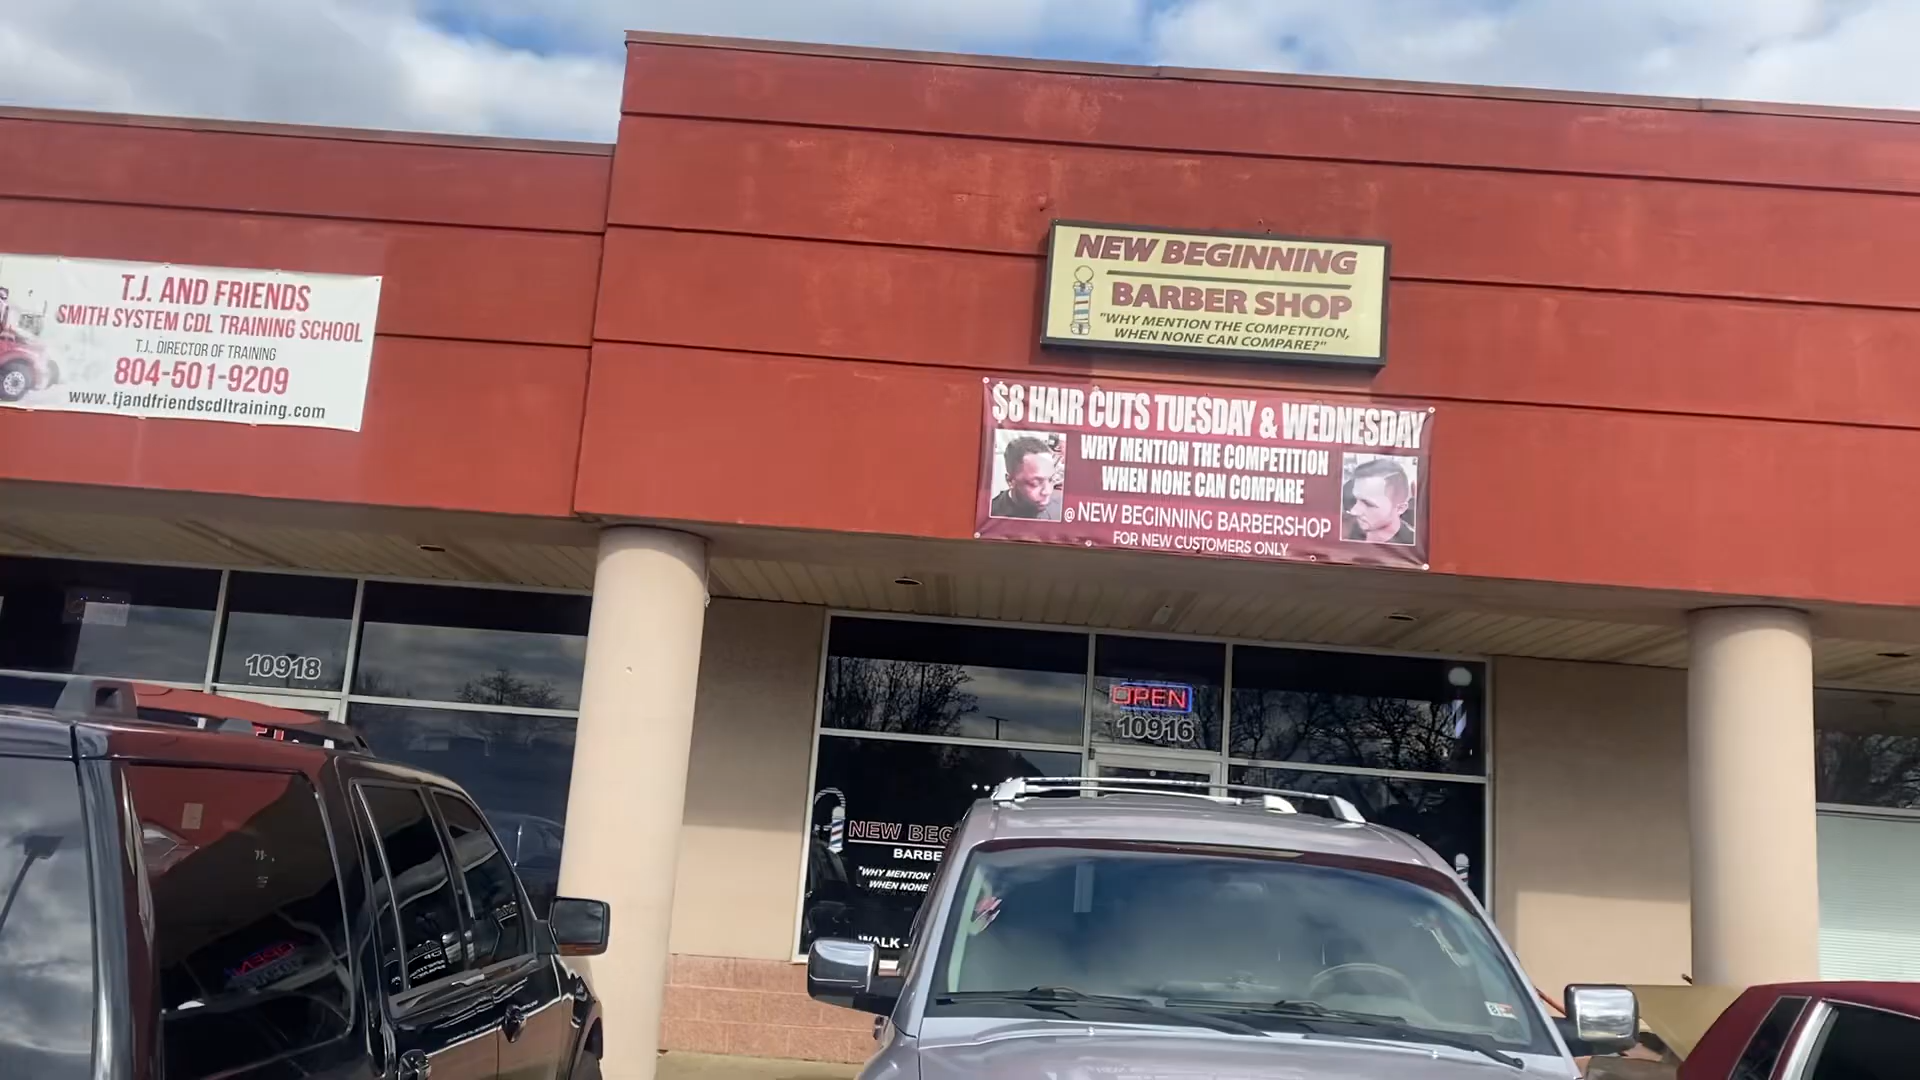 T.J. AND FRIENDS
SMITH SYSTEM CDL TRAINING SCHOOL
T.J., DIRECTOR OF TRAINING
804-501-9209
www.tjandfriendscdltraining.com
NEW BEGINNING
BARBER SHOP
"WHY MENTION THE COMPETITION,
WHEN NONE CAN COMPARE?"
$8 HAIR CUTS TUESDAY & WEDNESDAY
WHY MENTION THE COMPETITION
WHEN NONE CAN COMPARE
@ NEW BEGINNING BARBERSHOP
FOR NEW CUSTOMERS ONLY
10918
OPEN
10916
NEW BEG
BARBE
"WHY MENTION
WHEN NONE
WALK -